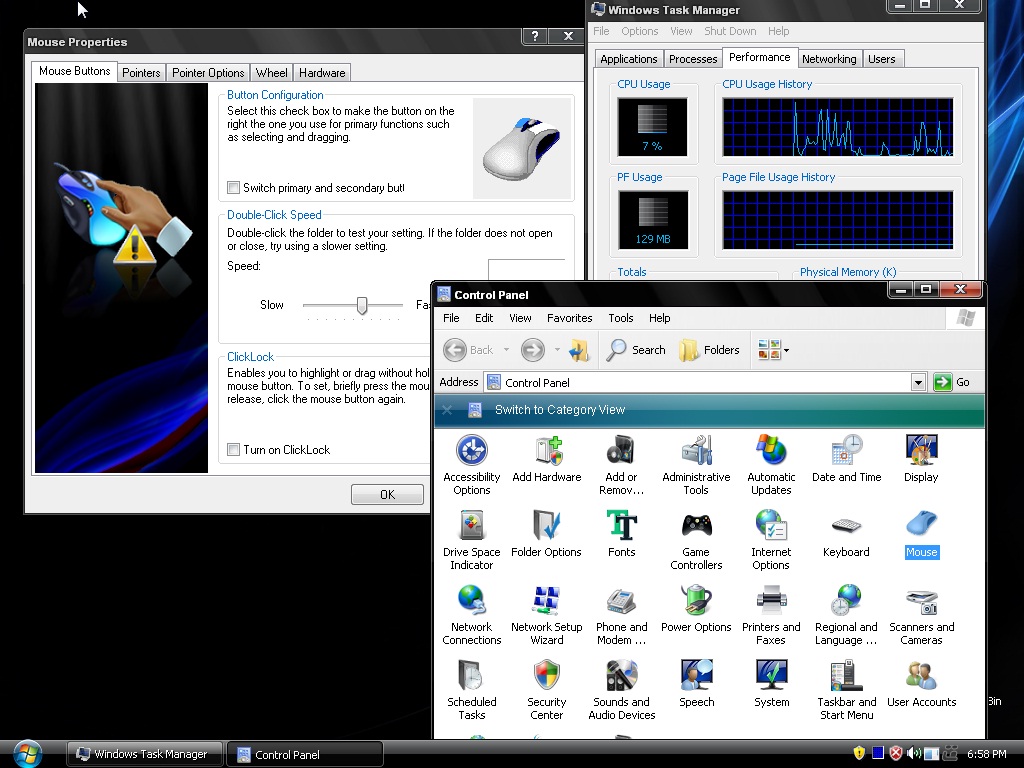 Mouse Properties
?
Mouse Buttons
Pointers
Pointer Options
Wheel
Hardware
Button Configuration
Select this check box to make the button on the
right the one you use for primary functions such
as selecting and dragging.
Switch primary and secondary but
Double-Click Speed
Double-click the folder to test your setting. If the folder does not open
or close, try using a slower setting.
Speed:
Slow
Fa
ClickLock
Enables you to highlight or drag without hol
mouse button. To set, briefly press the mou
release, click the mouse button again.
Turn on ClickLock
OK
Windows Task Manager
File Options View Shut Down Help
Applications
Processes
Performance
Networking
Users
CPU Usage
7 %
CPU Usage History
PF Usage
129 MB
Page File Usage History
Totals
Physical Memory (K)
Control Panel
File Edit View Favorites Tools Help
Back
Search
Folders
Address
Control Panel
Go
Switch to Category View
Accessibility
Options
Add Hardware
Add or
Remov...
Administrative
Tools
Automatic
Updates
Date and Time
Display
Drive Space
Indicator
Folder Options
Fonts
Game
Controllers
Internet
Options
Keyboard
Mouse
Network
Connections
Network Setup
Wizard
Phone and
Modem ...
Power Options
Printers and
Faxes
Regional and
Language ...
Scanners and
Cameras
Scheduled
Tasks
Security
Center
Sounds and
Audio Devices
Speech
System
Taskbar and
Start Menu
User Accounts
Bin
Windows Task Manager
Control Panel
6:58 PM